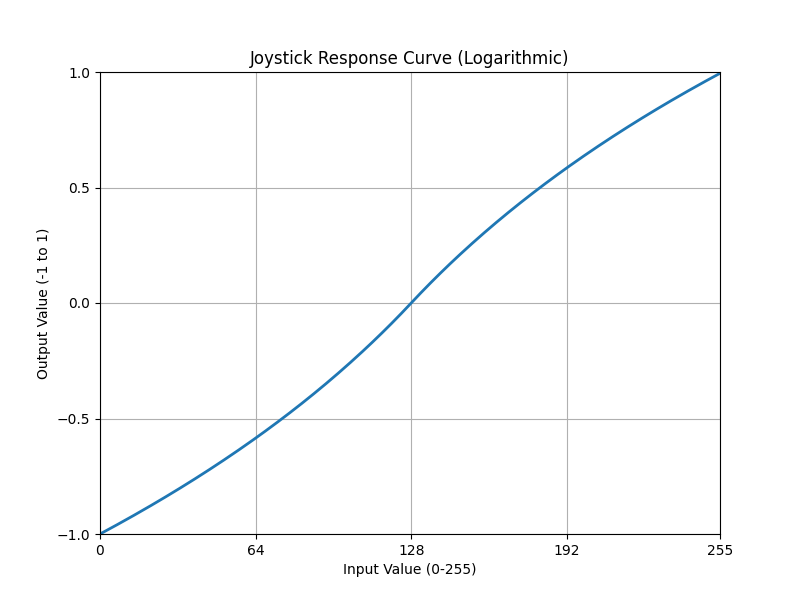 Joystick Response Curve (Logarithmic)
1.0
0.5
0.0
−0.5
−1.0
Output Value (-1 to 1)
0 64 128 192 255
Input Value (0-255)